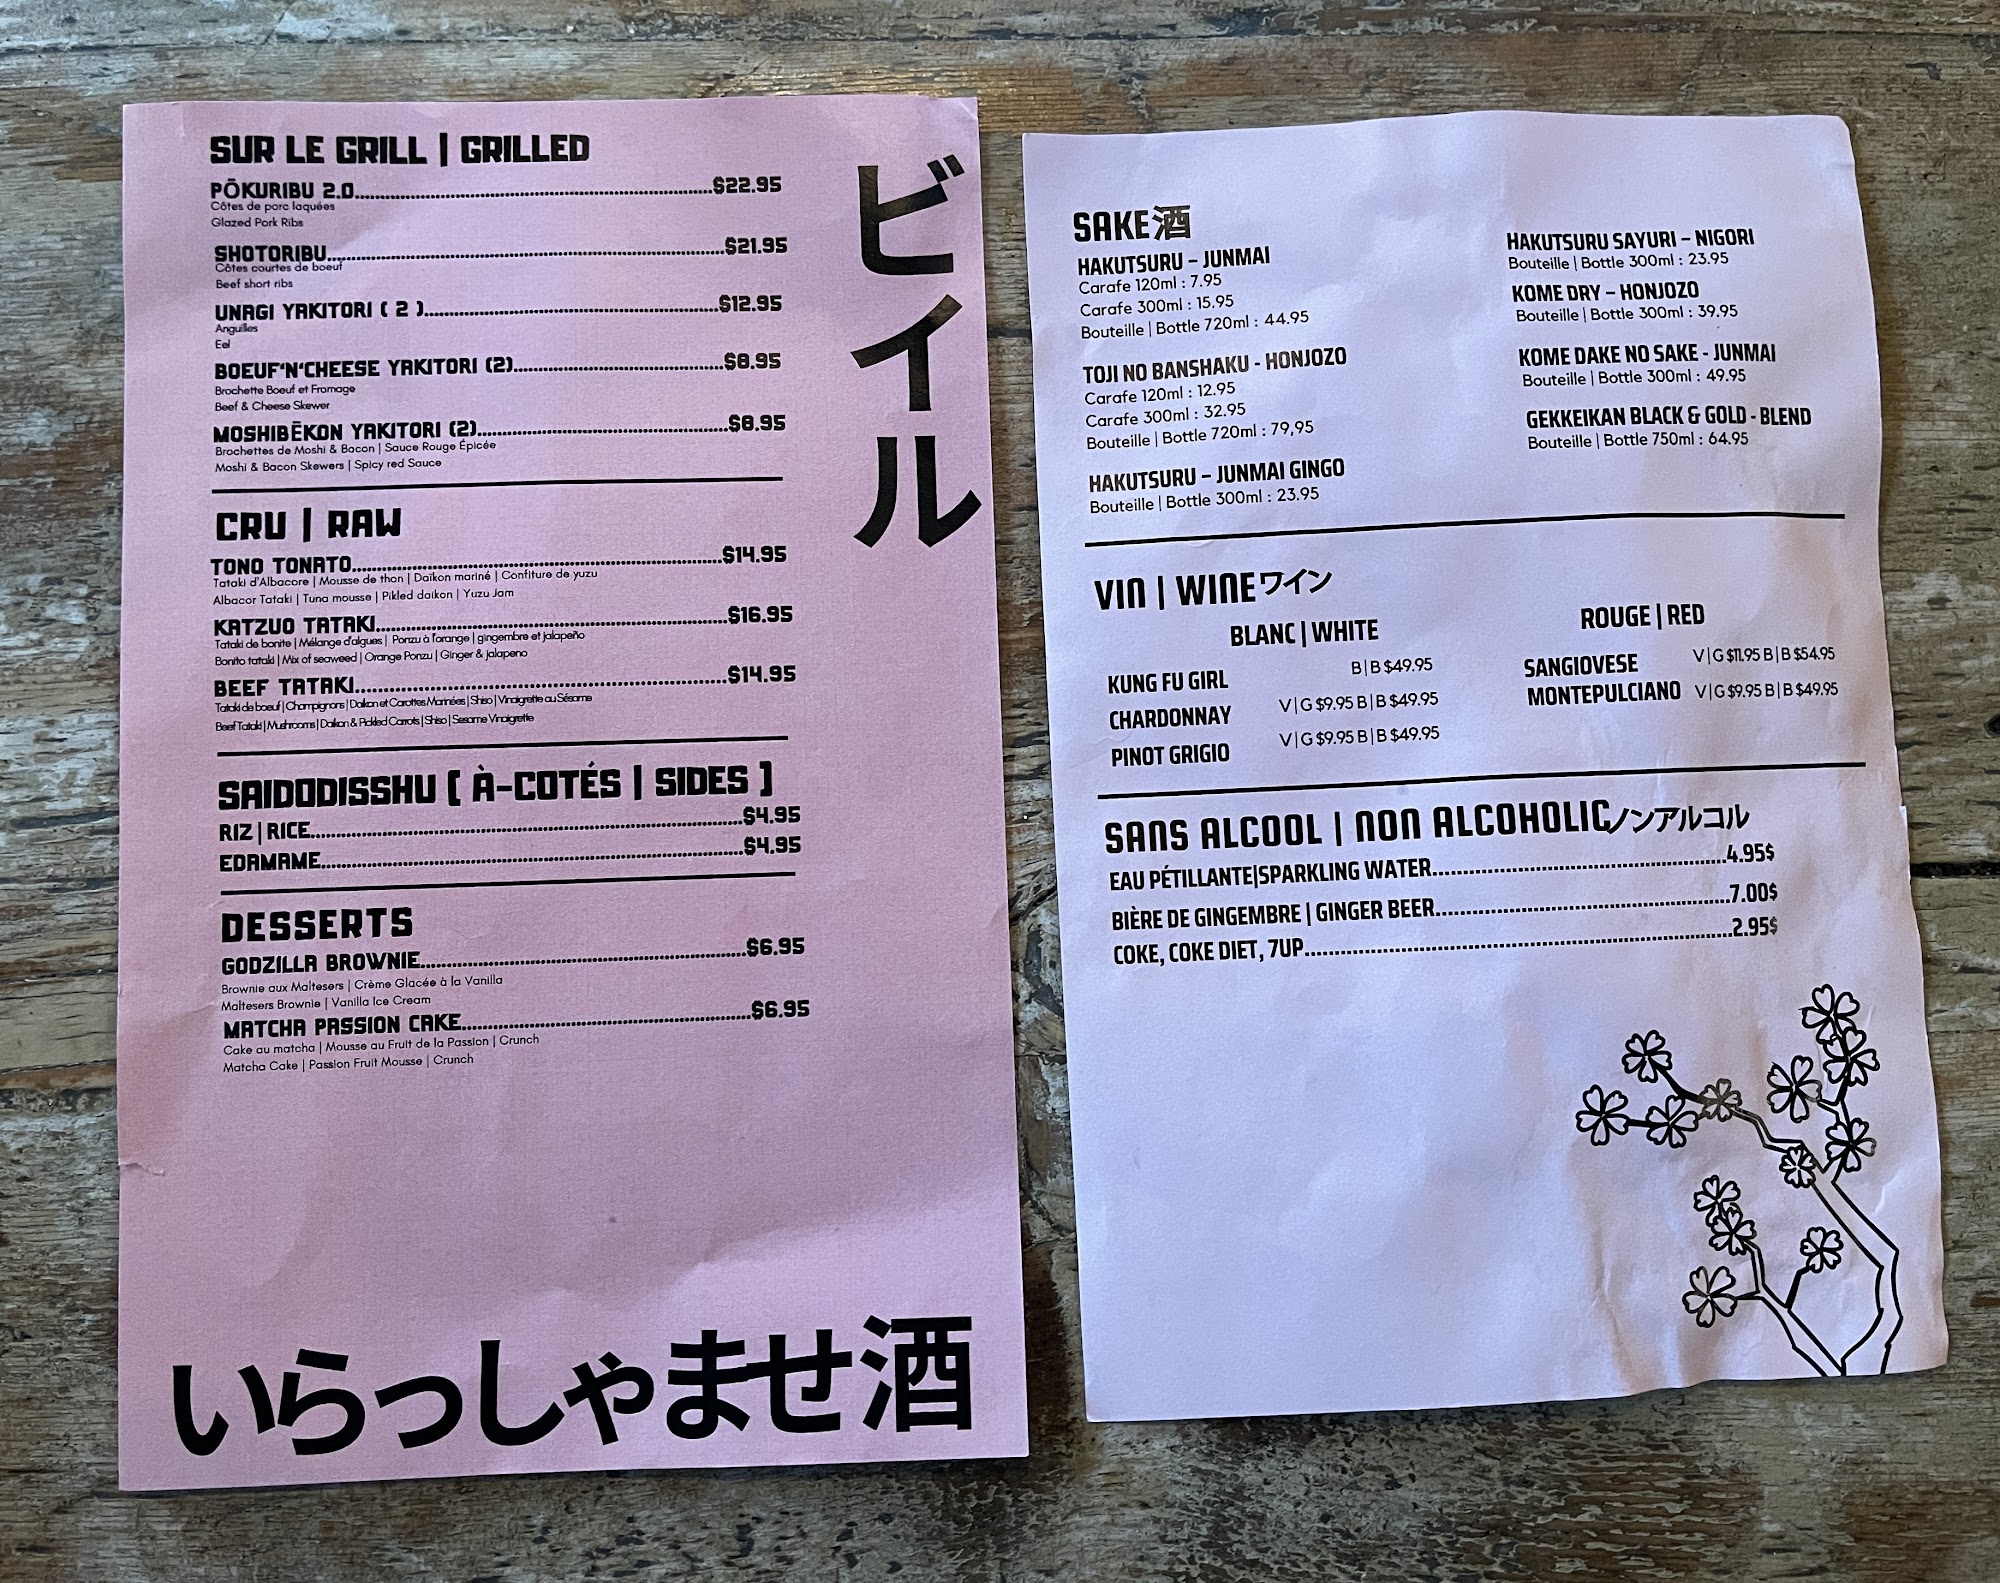 SUR LE GRILL | GRILLED
PŌKURIBU 2.0........$22.95
Côtes de porc laquées
Glazed Pork Ribs
SHOTORIBU........$21.95
Côtes courtes de boeuf
Beef short ribs
UNAGI YAKITORI ( 2 )........$12.95
Anguilles
Eel
BOEUF'N'CHEESE YAKITORI (2)........$8.95
Brochette Boeuf et Fromage
Beef & Cheese Skewer
MOSHIBĒKON YAKITORI (2)........$8.95
Brochettes de Moshi & Bacon | Sauce Rouge Épicée
Moshi & Bacon Skewers | Spicy red Sauce
CRU | RAW
TONO TONATO........$14.95
Tataki d'Albacore | Mousse de thon | Daïkon mariné | Confiture de yuzu
Albacor Tataki | Tuna mousse | Pikled daikon | Yuzu Jam
KATZUO TATAKI........$16.95
Tataki de bonite | Mélange d'algues | Ponzu à l'orange | gingembre et jalapeño
Bonito tataki | Mix of seaweed | Orange Ponzu | Ginger & jalapeno
BEEF TATAKI........$14.95
Tataki de boeuf | Champignons | Daikon et Carottes Marinées | Shiso | Vinaigrette au Sésame
Beef Tataki | Mushrooms | Daikon & Pickled Carrots | Shiso | Sesame Vinaigrette
SAIDODISSHU [ À-COTÉS | SIDES ]
RIZ | RICE........$4.95
EDAMAME........$4.95
DESSERTS
GODZILLA BROWNIE........$6.95
Brownie aux Maltesers | Crème Glacée à la Vanilla
Maltesers Brownie | Vanilla Ice Cream
MATCHA PASSION CAKE........$6.95
Cake au matcha | Mousse au Fruit de la Passion | Crunch
Matcha Cake | Passion Fruit Mousse | Crunch
ビイル
いらっしゃませ酒
SAKE酒
HAKUTSURU – JUNMAI
Carafe 120ml : 7.95
Carafe 300ml : 15.95
Bouteille | Bottle 720ml : 44.95
TOJI NO BANSHAKU - HONJOZO
Carafe 120ml : 12.95
Carafe 300ml : 32.95
Bouteille | Bottle 720ml : 79,95
HAKUTSURU – JUNMAI GINGO
Bouteille | Bottle 300ml : 23.95
HAKUTSURU SAYURI – NIGORI
Bouteille | Bottle 300ml : 23.95
KOME DRY – HONJOZO
Bouteille | Bottle 300ml : 39.95
KOME DAKE NO SAKE - JUNMAI
Bouteille | Bottle 300ml : 49.95
GEKKEIKAN BLACK & GOLD - BLEND
Bouteille | Bottle 750ml : 64.95
VIN | WINEワイン
BLANC | WHITE
KUNG FU GIRL B | B $49.95
CHARDONNAY V | G $9.95 B | B $49.95
PINOT GRIGIO V | G $9.95 B | B $49.95
ROUGE | RED
SANGIOVESE V | G $11.95 B | B $54.95
MONTEPULCIANO V | G $9.95 B | B $49.95
SANS ALCOOL | NON ALCOHOLICノンアルコル
EAU PÉTILLANTE|SPARKLING WATER........4.95$
BIÈRE DE GINGEMBRE | GINGER BEER........7.00$
COKE, COKE DIET, 7UP........2.95$